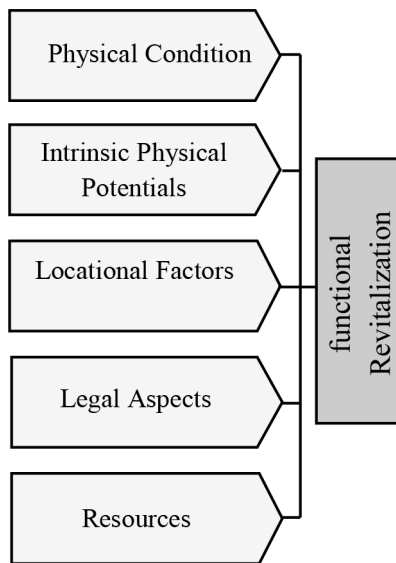 Physical Condition
Intrinsic Physical
Potentials
Locational Factors
Legal Aspects
Resources
functional
Revitalization